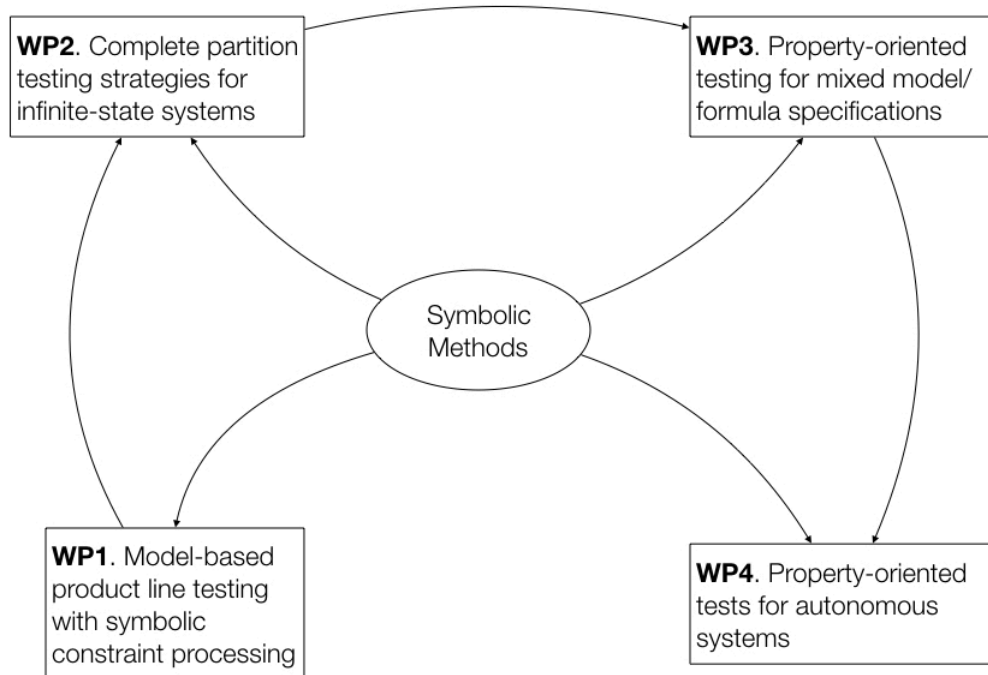 WP2. Complete partition
testing strategies for
infinite-state systems
WP3. Property-oriented
testing for mixed model/
formula specifications
Symbolic
Methods
WP1. Model-based
product line testing
with symbolic
constraint processing
WP4. Property-oriented
tests for autonomous
systems